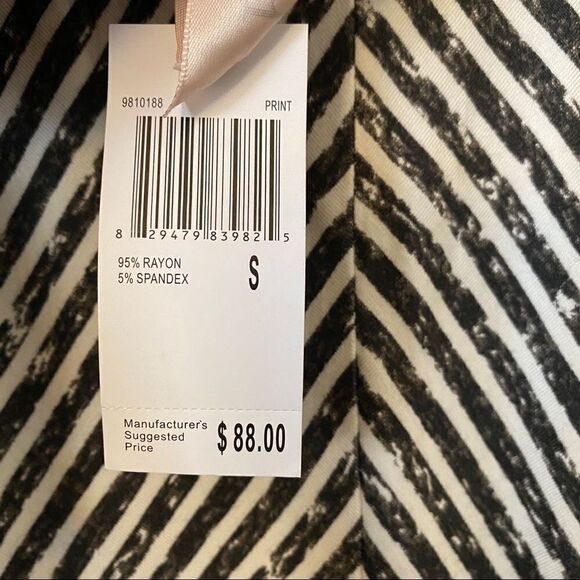 9810188 PRINT
8 29479 83982 5
95% RAYON
5% SPANDEX S
Manufacturer's
Suggested
Price $88.00